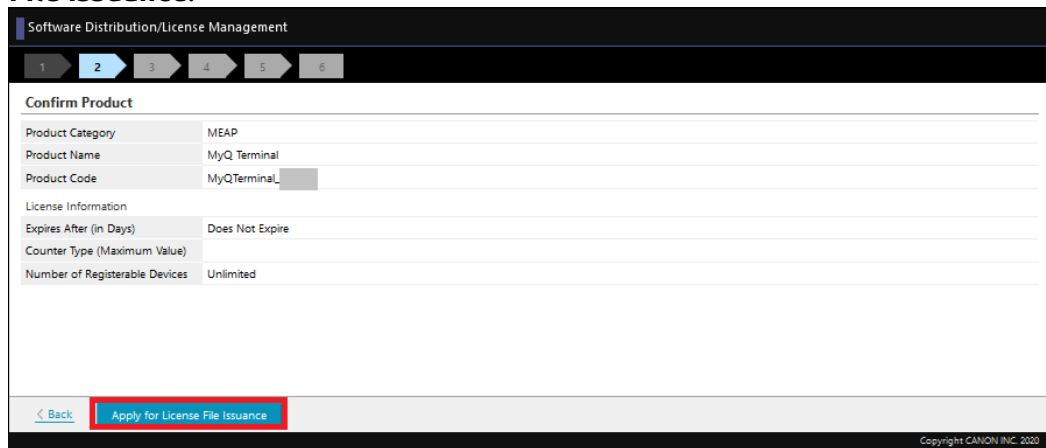 File Issuance.
Software Distribution/License Management
1 2 3 4 5 6
Confirm Product
Product Category MEAP
Product Name MyQ Terminal
Product Code MyQTerminal_
License Information
Expires After (in Days) Does Not Expire
Counter Type (Maximum Value)
Number of Registerable Devices Unlimited
< Back Apply for License File Issuance
Copyright CANON INC. 2020